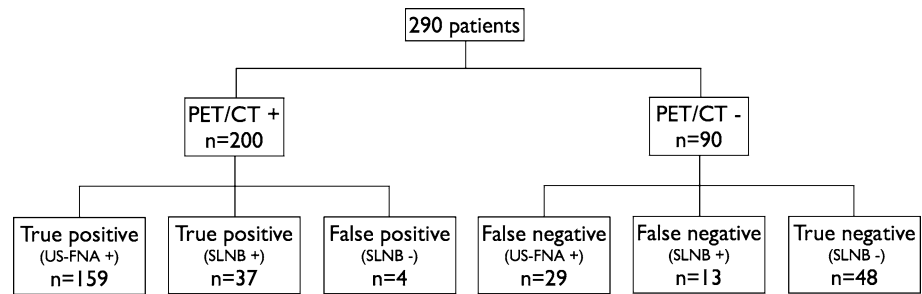 290 patients
PET/CT +
n=200
PET/CT -
n=90
True positive
(US-FNA +)
n=159
True positive
(SLNB +)
n=37
False positive
(SLNB -)
n=4
False negative
(US-FNA +)
n=29
False negative
(SLNB +)
n=13
True negative
(SLNB -)
n=48